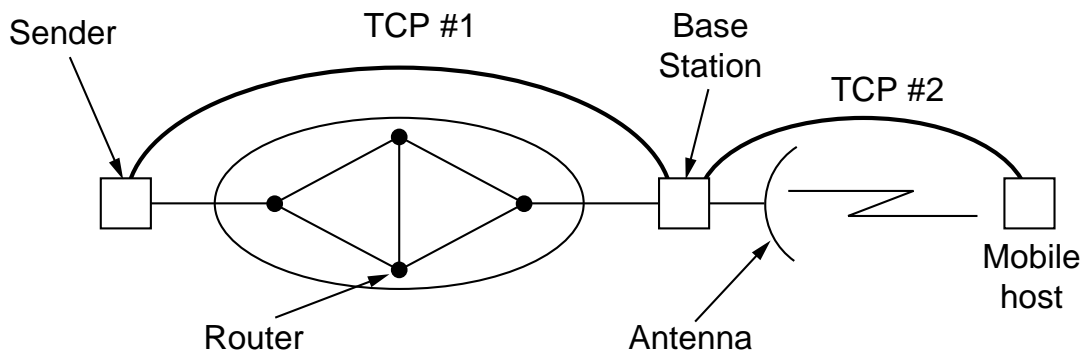 Sender
TCP #1
Base
Station
TCP #2
Mobile
host
Router
Antenna